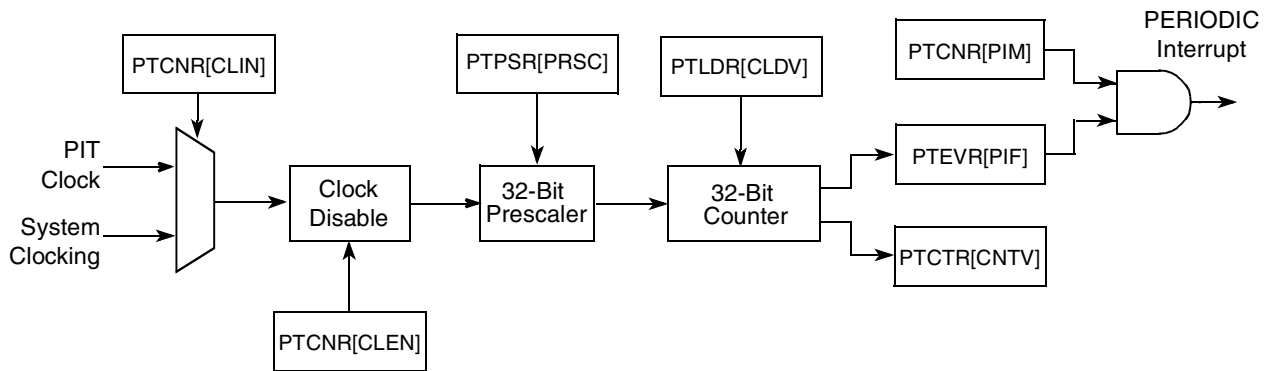 PERIODIC
Interrupt
PTCNR[CLIN]
PTPSR[PRSC]
PTLDR[CLDV]
PTCNR[PIM]
PIT
Clock
System
Clocking
Clock
Disable
32-Bit
Prescaler
32-Bit
Counter
PTEVR[PIF]
PTCTR[CNTV]
PTCNR[CLEN]